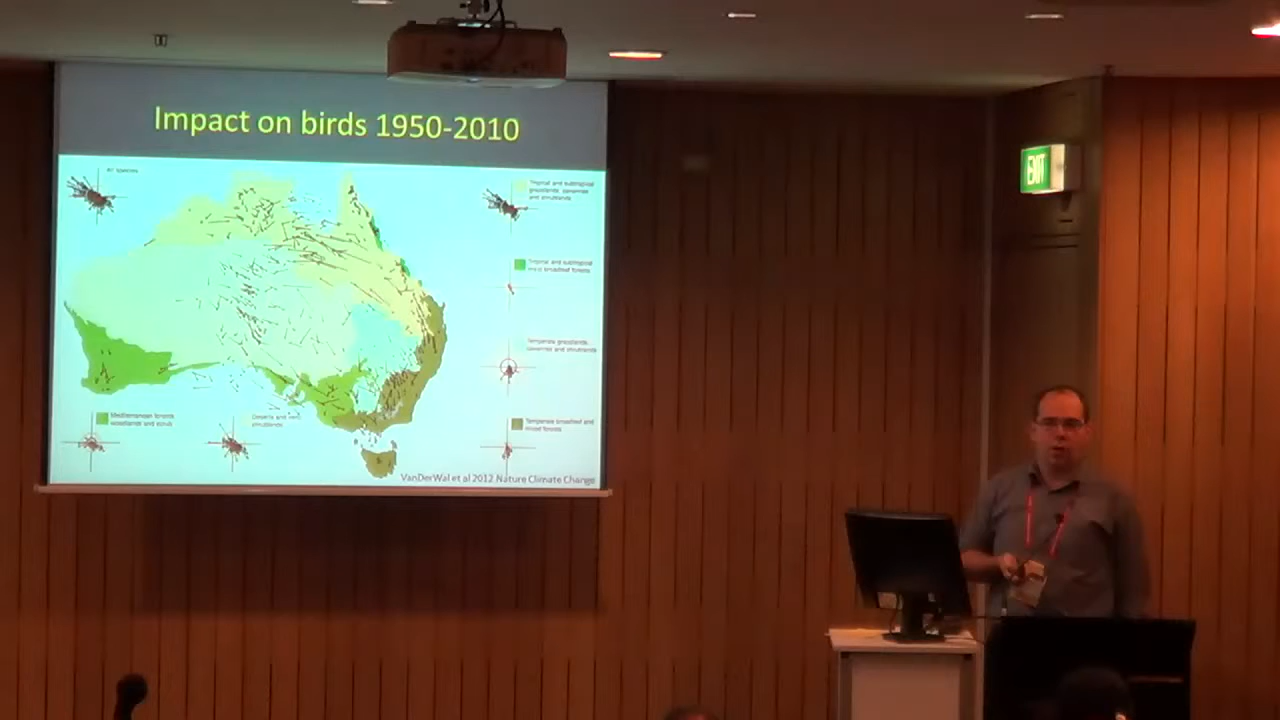 Impact on birds 1950-2010
All species
Tropical and subtropical
grasslands, savannas
and shrublands
Tropical and subtropical
moist broadleaf forests
Temperate grasslands,
savannas and shrublands
Mediterranean forests
woodlands and scrub
Deserts and xeric
shrublands
Temperate broadleaf and
mixed forests
VanDerWal et al 2012 Nature Climate Change
EXIT